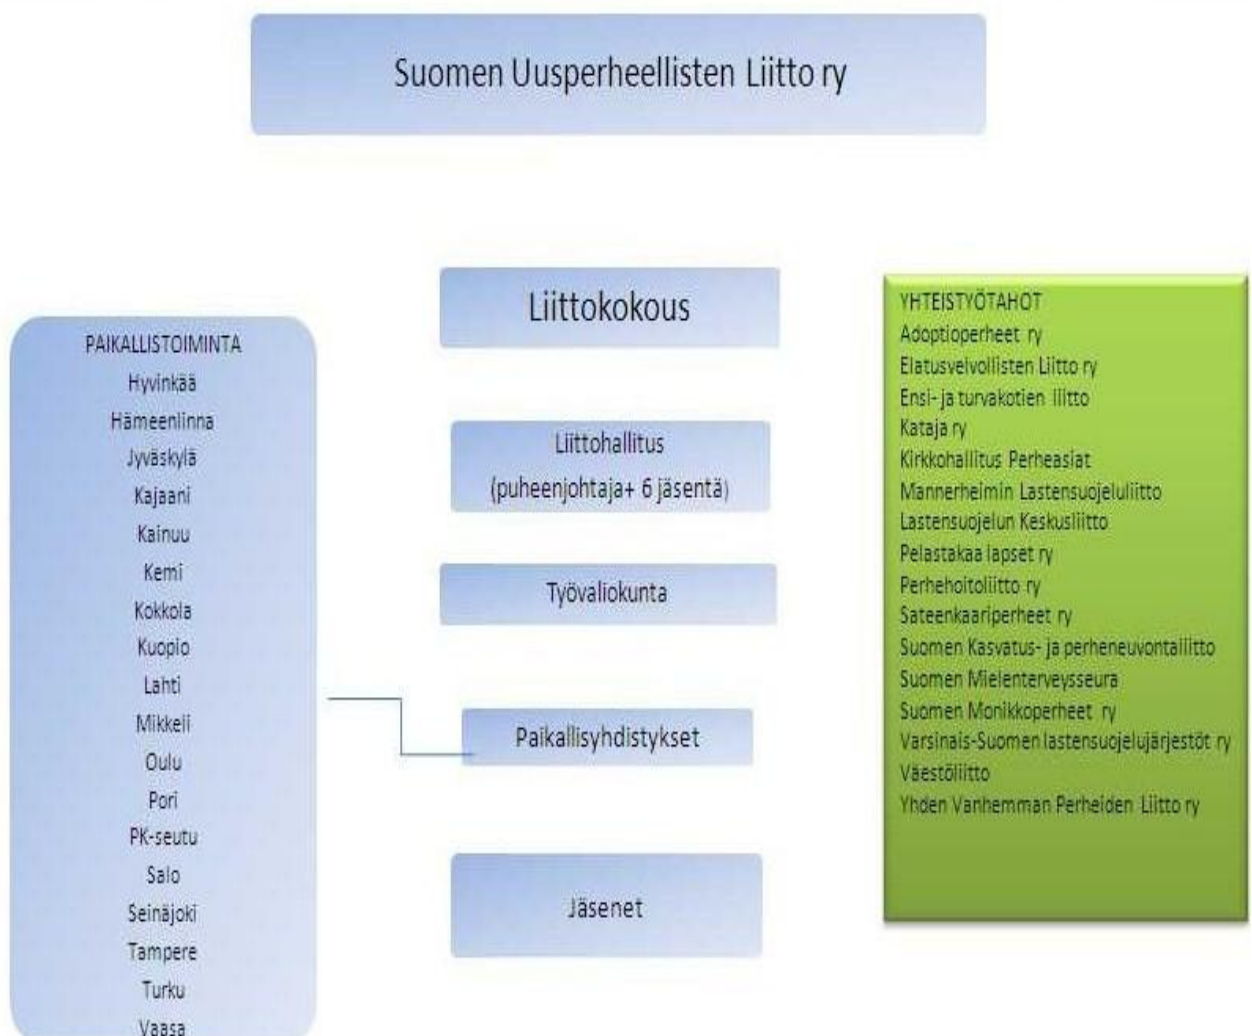 Suomen Uusperheellisten Liitto ry
PAIKALLISTOIMINTA
Hyvinkää
Hämeenlinna
Jyväskylä
Kajaani
Kainuu
Kemi
Kokkola
Kuopio
Lahti
Mikkeli
Oulu
Pori
PK-seutu
Salo
Seinäjoki
Tampere
Turku
Vaasa
Liittokokous
Liittohallitus
(puheenjohtaja+ 6 jäsentä)
Työvaliokunta
Paikallisyhdistykset
Jäsenet
YHTEISTYÖTAHOT
Adoptioperheet ry
Elatusvelvollisten Liitto ry
Ensi- ja turvakotien liitto
Kataja ry
Kirkkohallitus Perheasiat
Mannerheimin Lastensuojeluliitto
Lastensuojelun Keskusliitto
Pelastakaa lapset ry
Perhehoitoliitto ry
Sateenkaariperheet ry
Suomen Kasvatus- ja perheneuvontaliitto
Suomen Mielenterveysseura
Suomen Monikkoperheet ry
Varsinais-Suomen lastensuojelujärjestöt ry
Väestöliitto
Yhden Vanhemman Perheiden Liitto ry